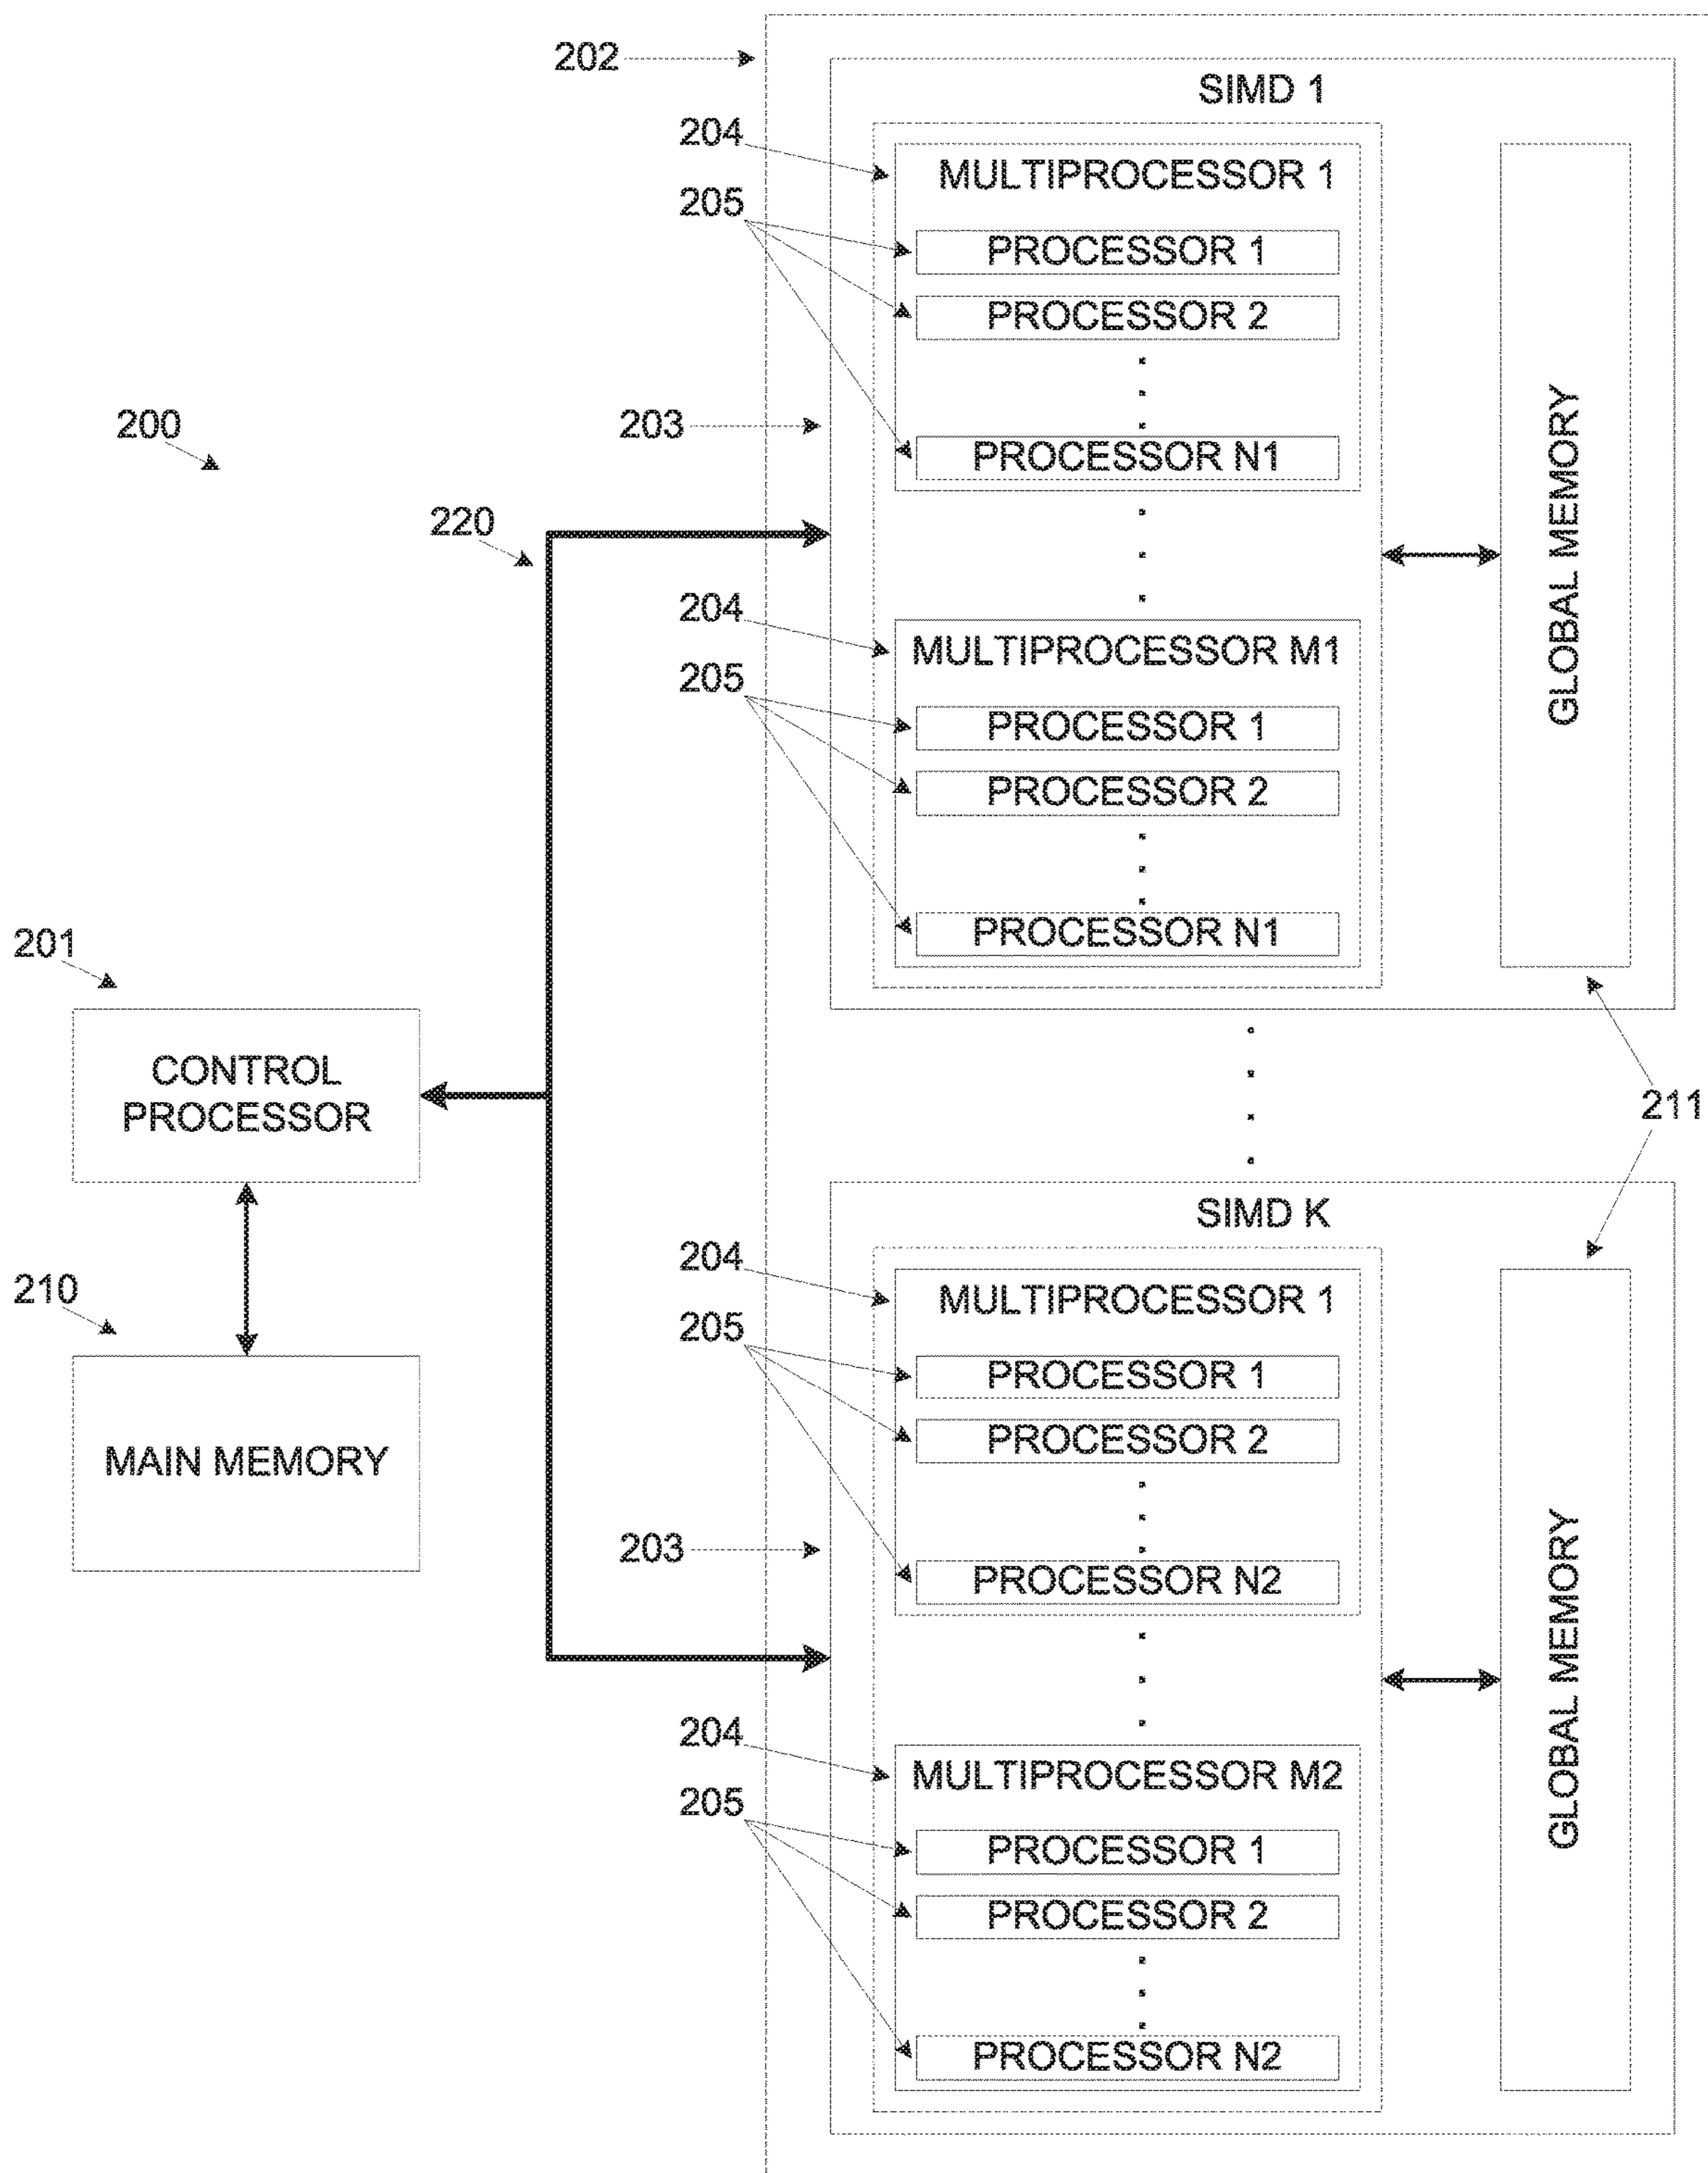 202
SIMD 1
204
MULTIPROCESSOR 1
205
PROCESSOR 1
PROCESSOR 2
203
200
PROCESSOR N1
220
GLOBAL MEMORY
204
MULTIPROCESSOR M1
205
PROCESSOR 1
PROCESSOR 2
PROCESSOR N1
201
CONTROL
PROCESSOR
211
SIMD K
204
210
MULTIPROCESSOR 1
205
PROCESSOR 1
PROCESSOR 2
MAIN MEMORY
203
PROCESSOR N2
GLOBAL MEMORY
204
MULTIPROCESSOR M2
205
PROCESSOR 1
PROCESSOR 2
PROCESSOR N2